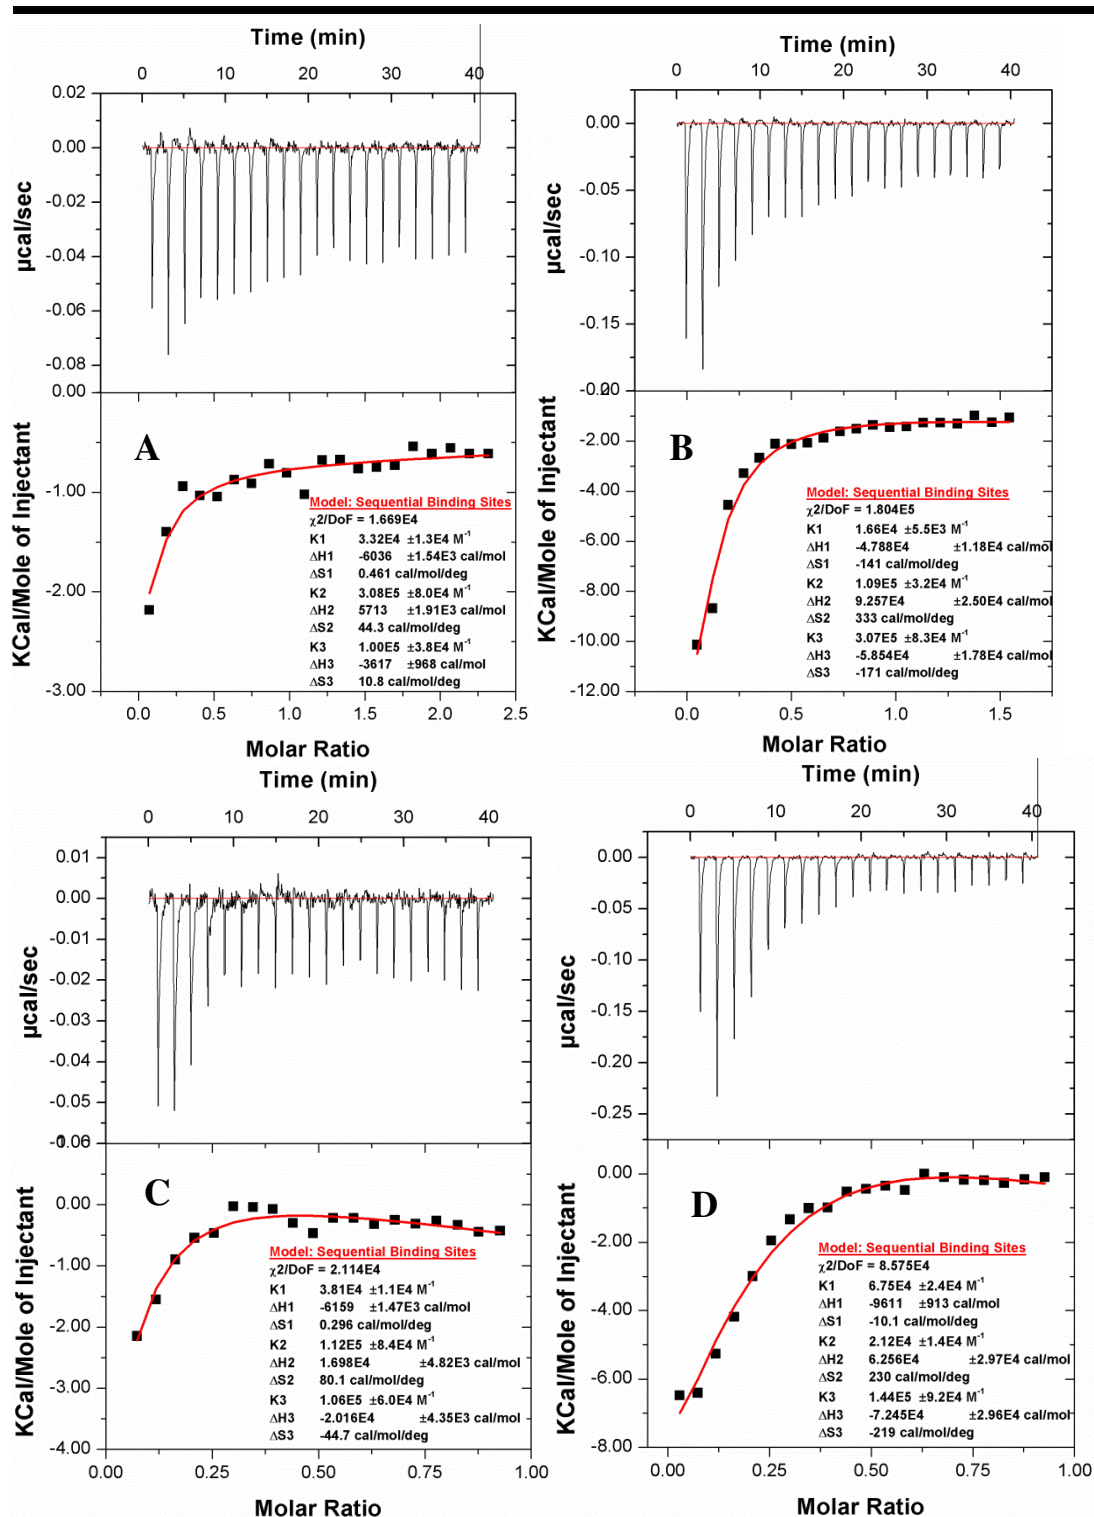 Time (min)
0 10 20 30 40
0.02
0.00
-0.02
-0.04
-0.06
-0.08
µcal/sec
0.00
-1.00
-2.00
-3.00
KCal/Mole of Injectant
A
Model: Sequential Binding Sites
χ2/DoF = 1.669E4
K1 3.32E4 ±1.3E4 M⁻¹
ΔH1 -6036 ±1.54E3 cal/mol
ΔS1 0.461 cal/mol/deg
K2 3.08E5 ±8.0E4 M⁻¹
ΔH2 5713 ±1.91E3 cal/mol
ΔS2 44.3 cal/mol/deg
K3 1.00E5 ±3.8E4 M⁻¹
ΔH3 -3617 ±968 cal/mol
ΔS3 10.8 cal/mol/deg
0.0 0.5 1.0 1.5 2.0 2.5
Molar Ratio
Time (min)
0 10 20 30 40
0.00
-0.05
-0.10
-0.15
µcal/sec
-2.00
-4.00
-6.00
-8.00
-10.00
-12.00
KCal/Mole of Injectant
B
Model: Sequential Binding Sites
χ2/DoF = 1.804E5
K1 1.66E4 ±5.5E3 M⁻¹
ΔH1 -4.788E4 ±1.18E4 cal/mol
ΔS1 -141 cal/mol/deg
K2 1.09E5 ±3.2E4 M⁻¹
ΔH2 9.257E4 ±2.50E4 cal/mol
ΔS2 333 cal/mol/deg
K3 3.07E5 ±8.3E4 M⁻¹
ΔH3 -5.854E4 ±1.78E4 cal/mol
ΔS3 -171 cal/mol/deg
0.0 0.5 1.0 1.5
Molar Ratio
Time (min)
0 10 20 30 40
0.01
0.00
-0.01
-0.02
-0.03
-0.04
-0.05
µcal/sec
0.00
-1.00
-2.00
-3.00
-4.00
KCal/Mole of Injectant
C
Model: Sequential Binding Sites
χ2/DoF = 2.114E4
K1 3.81E4 ±1.1E4 M⁻¹
ΔH1 -6159 ±1.47E3 cal/mol
ΔS1 0.296 cal/mol/deg
K2 1.12E5 ±8.4E4 M⁻¹
ΔH2 1.698E4 ±4.82E3 cal/mol
ΔS2 80.1 cal/mol/deg
K3 1.06E5 ±6.0E4 M⁻¹
ΔH3 -2.016E4 ±4.35E3 cal/mol
ΔS3 -44.7 cal/mol/deg
0.00 0.25 0.50 0.75 1.00
Molar Ratio
Time (min)
0 10 20 30 40
0.00
-0.05
-0.10
-0.15
-0.20
-0.25
µcal/sec
0.00
-2.00
-4.00
-6.00
-8.00
KCal/Mole of Injectant
D
Model: Sequential Binding Sites
χ2/DoF = 8.575E4
K1 6.75E4 ±2.4E4 M⁻¹
ΔH1 -9611 ±913 cal/mol
ΔS1 -10.1 cal/mol/deg
K2 2.12E4 ±1.4E4 M⁻¹
ΔH2 6.256E4 ±2.97E4 cal/mol
ΔS2 230 cal/mol/deg
K3 1.44E5 ±9.2E4 M⁻¹
ΔH3 -7.245E4 ±2.96E4 cal/mol
ΔS3 -219 cal/mol/deg
0.00 0.25 0.50 0.75 1.00
Molar Ratio